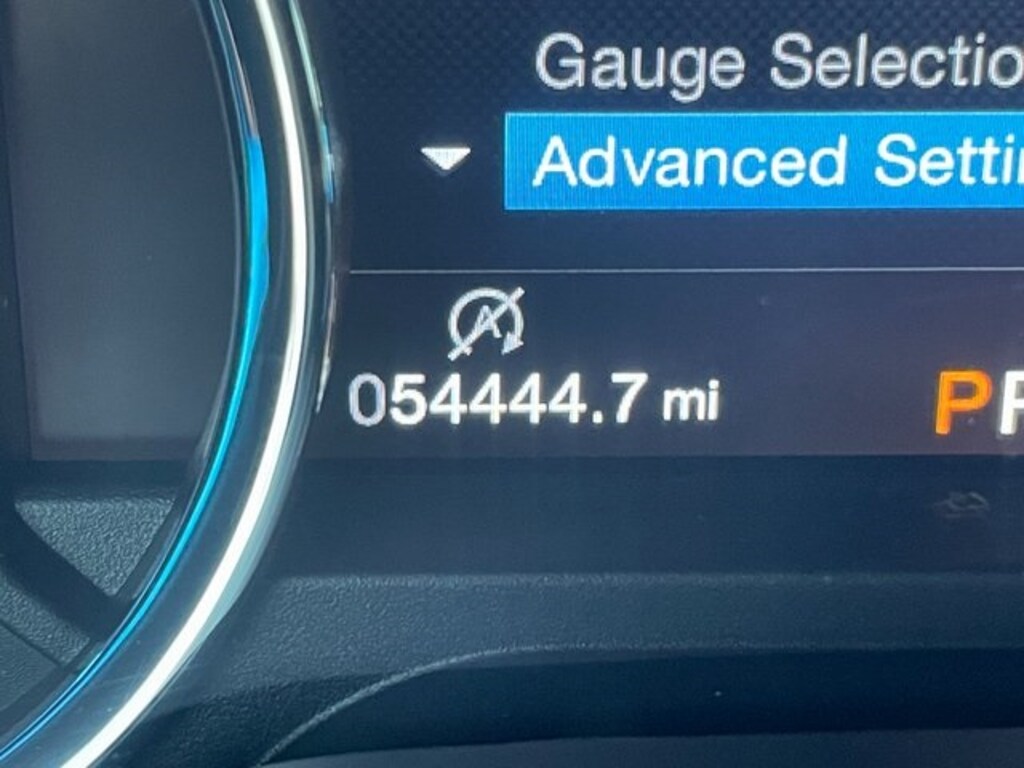 Gauge Selectio
Advanced Setti
A
054444.7 mi
P